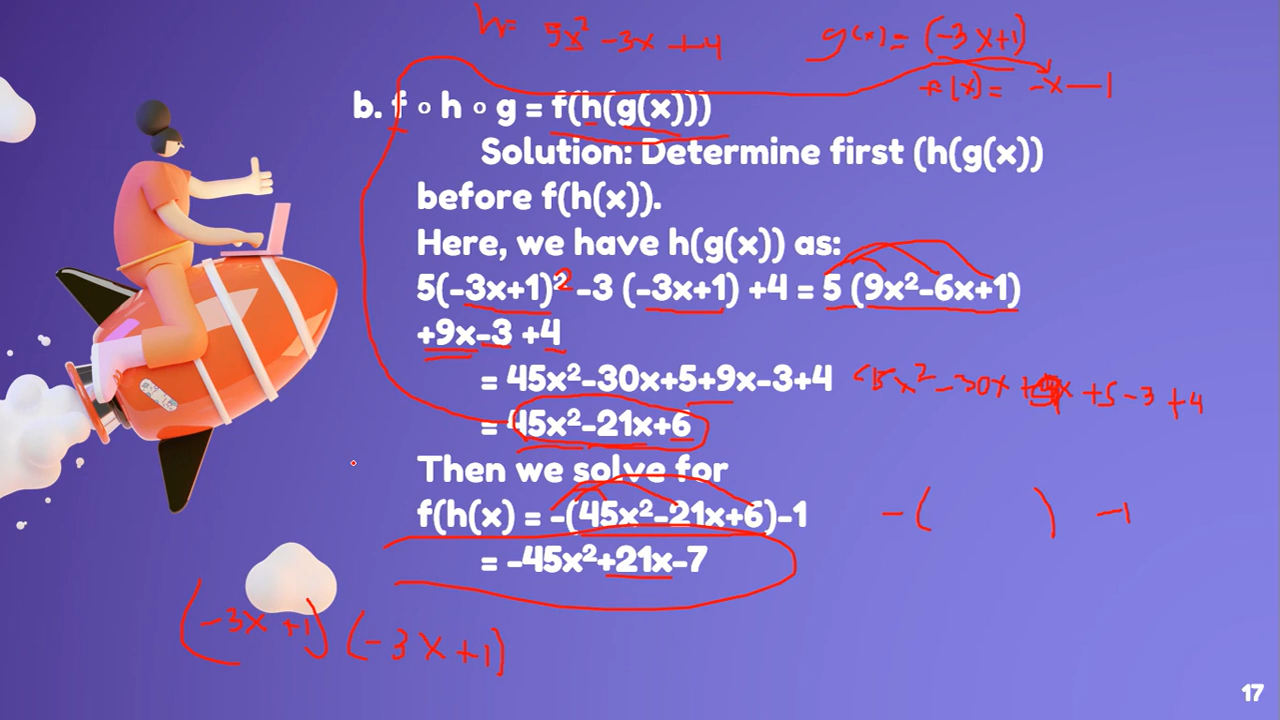 h= 5x² -3x +4 g(x) = (-3x+1)
f(x) = -x-1
b. f ∘ h ∘ g = f(h(g(x)))
Solution: Determine first (h(g(x))
before f(h(x)).
Here, we have h(g(x)) as:
5(-3x+1)² -3 (-3x+1) +4 = 5 (9x²-6x+1)
+9x-3 +4
= 45x²-30x+5+9x-3+4 45x² -30x +9x +5 -3 +4
= 45x²-21x+6
Then we solve for
f(h(x) = -(45x²-21x+6)-1 -( ) -1
= -45x²+21x-7
(-3x +1) (-3x+1)
17